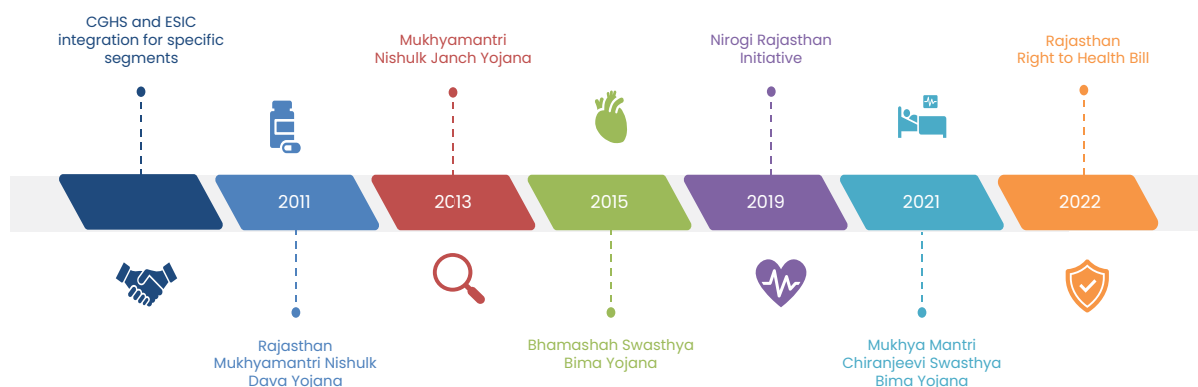 CGHS and ESIC
integration for specific
segments
Mukhyamantri
Nishulk Janch Yojana
Nirogi Rajasthan
Initiative
Rajasthan
Right to Health Bill
2011
2013
2015
2019
2021
2022
Rajasthan
Mukhyamantri Nishulk
Dava Yojana
Bhamashah Swasthya
Bima Yojana
Mukhya Mantri
Chiranjeevi Swasthya
Bima Yojana